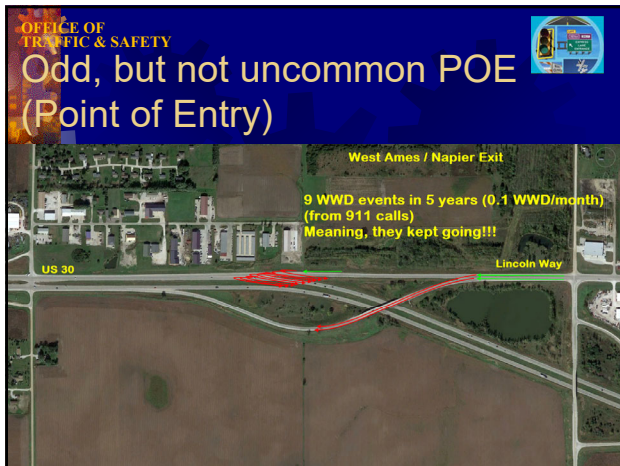 OFFICE OF
TRAFFIC & SAFETY
Odd, but not uncommon POE
(Point of Entry)
West Ames / Napier Exit
9 WWD events in 5 years (0.1 WWD/month)
(from 911 calls)
Meaning, they kept going!!!
US 30
Lincoln Way